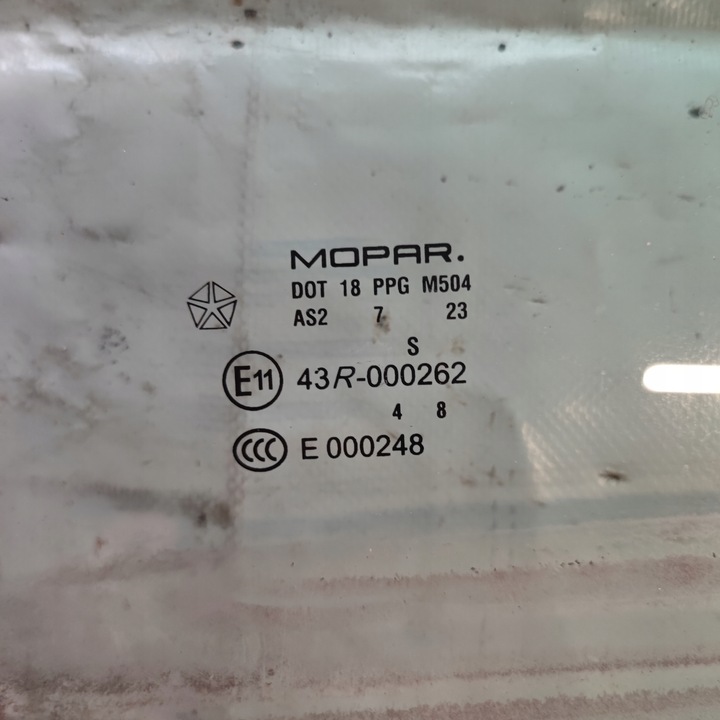 MOPAR.
DOT 18 PPG M504
AS2 7 23
S
E11 43R-000262
4 8
CCC E 000248